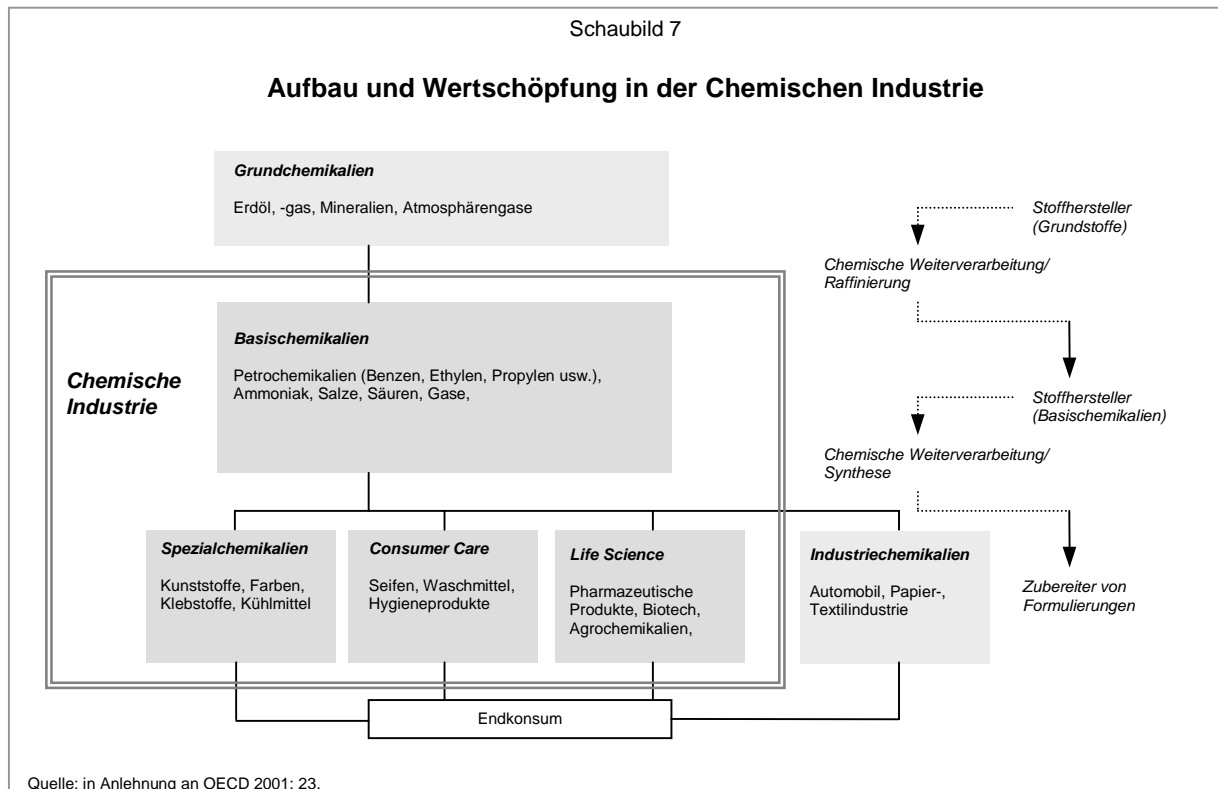 Schaubild 7
Aufbau und Wertschöpfung in der Chemischen Industrie
Grundchemikalien
Erdöl, -gas, Mineralien, Atmosphärengase
Stoffhersteller
(Grundstoffe)
Chemische Weiterverarbeitung/
Raffinierung
Chemische
Industrie
Basischemikalien
Petrochemikalien (Benzen, Ethylen, Propylen usw.),
Ammoniak, Salze, Säuren, Gase,
Stoffhersteller
(Basischemikalien)
Chemische Weiterverarbeitung/
Synthese
Spezialchemikalien
Kunststoffe, Farben,
Klebstoffe, Kühlmittel
Consumer Care
Seifen, Waschmittel,
Hygieneprodukte
Life Science
Pharmazeutische
Produkte, Biotech,
Agrochemikalien,
Industriechemikalien
Automobil, Papier-,
Textilindustrie
Zubereiter von
Formulierungen
Endkonsum
Quelle: in Anlehnung an OECD 2001: 23.